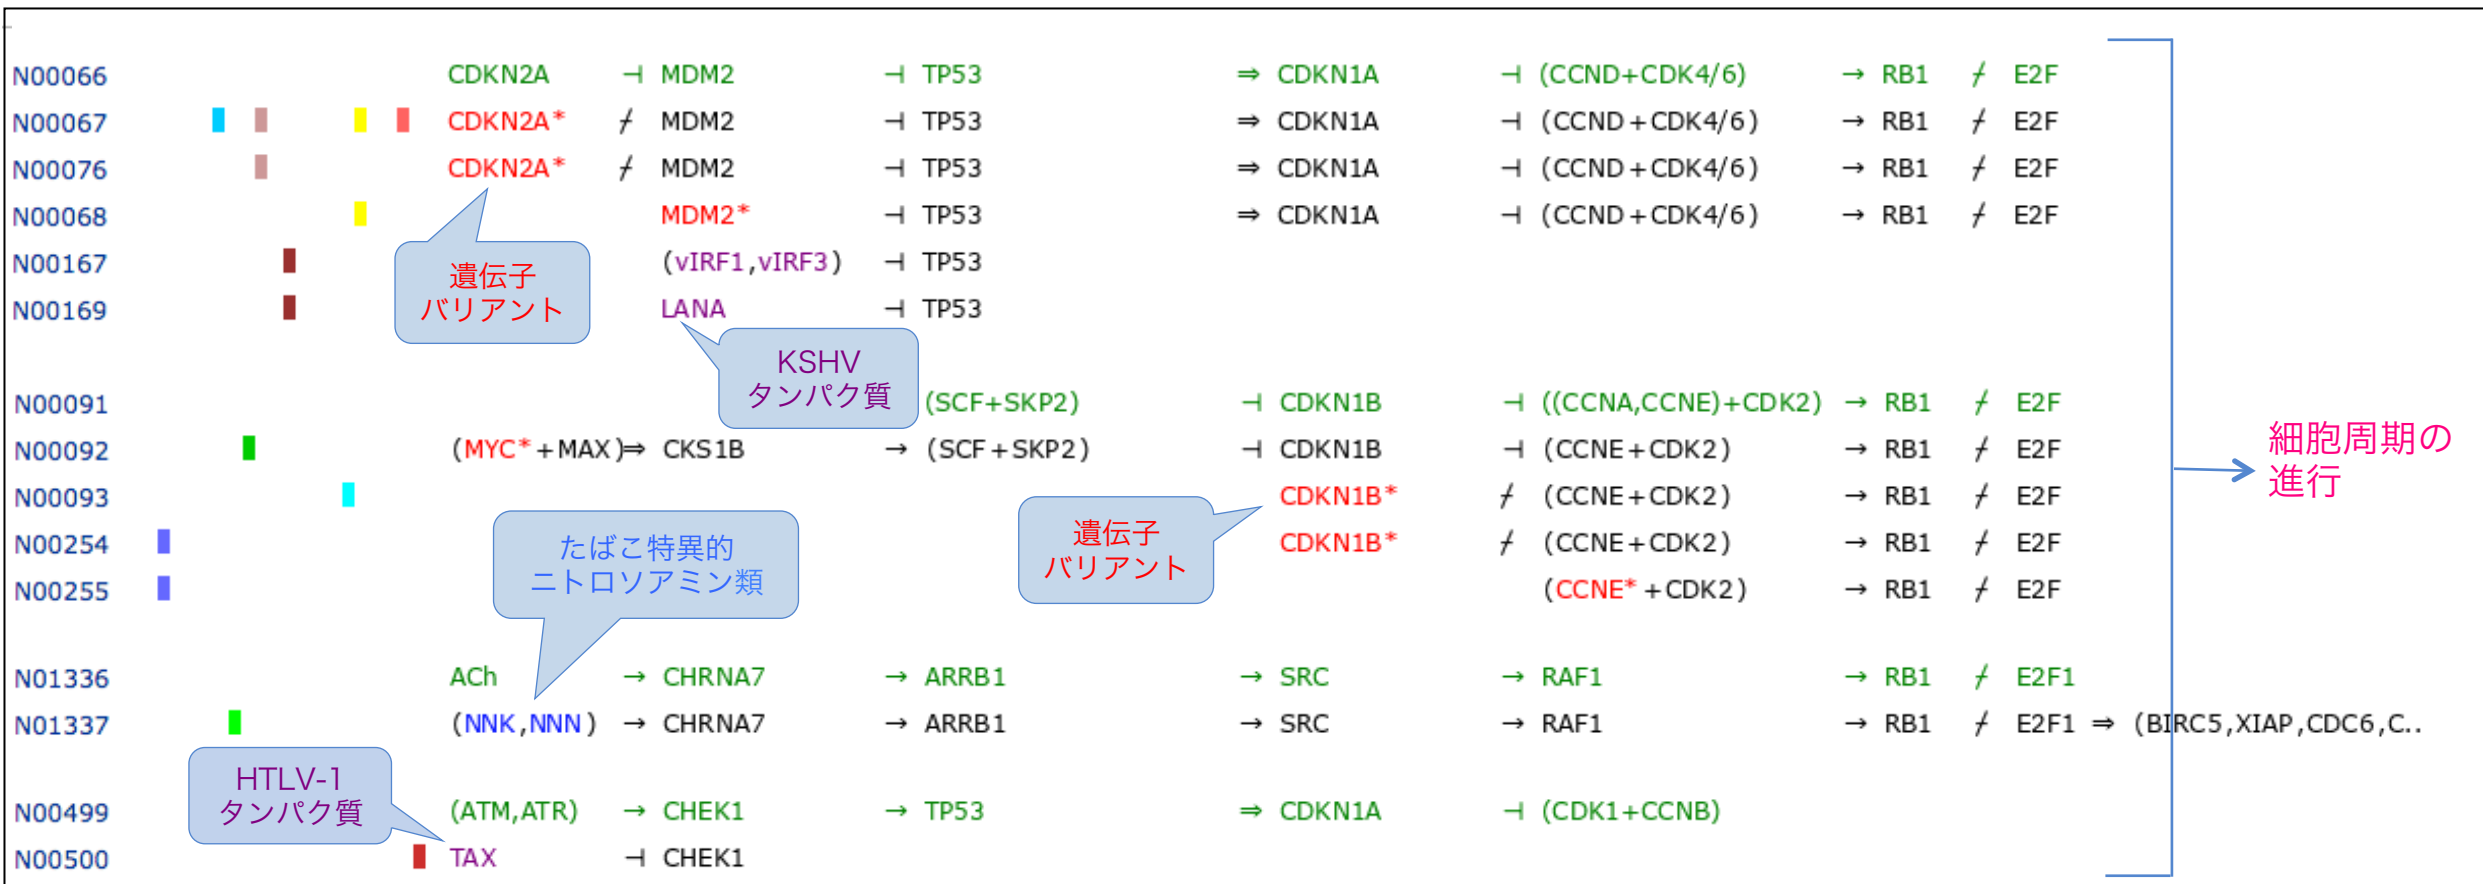 N00066 CDKN2A ⊣ MDM2 ⊣ TP53 ⇒ CDKN1A ⊣ (CCND+CDK4/6) → RB1 ⌿ E2F
N00067 CDKN2A* ⌿ MDM2 ⊣ TP53 ⇒ CDKN1A ⊣ (CCND+CDK4/6) → RB1 ⌿ E2F
N00076 CDKN2A* ⌿ MDM2 ⊣ TP53 ⇒ CDKN1A ⊣ (CCND+CDK4/6) → RB1 ⌿ E2F
N00068 MDM2* ⊣ TP53 ⇒ CDKN1A ⊣ (CCND+CDK4/6) → RB1 ⌿ E2F
N00167 (vIRF1,vIRF3) ⊣ TP53
N00169 LANA ⊣ TP53
遺伝子
バリアント
KSHV
タンパク質
N00091 (SCF+SKP2) ⊣ CDKN1B ⊣ ((CCNA,CCNE)+CDK2) → RB1 ⌿ E2F
N00092 (MYC*+MAX)⇒ CKS1B → (SCF+SKP2) ⊣ CDKN1B ⊣ (CCNE+CDK2) → RB1 ⌿ E2F
N00093 CDKN1B* ⌿ (CCNE+CDK2) → RB1 ⌿ E2F
N00254 CDKN1B* ⌿ (CCNE+CDK2) → RB1 ⌿ E2F
N00255 (CCNE*+CDK2) → RB1 ⌿ E2F
細胞周期の
進行
たばこ特異的
ニトロソアミン類
遺伝子
バリアント
N01336 ACh → CHRNA7 → ARRB1 → SRC → RAF1 → RB1 ⌿ E2F1
N01337 (NNK,NNN) → CHRNA7 → ARRB1 → SRC → RAF1 → RB1 ⌿ E2F1 ⇒ (BIRC5,XIAP,CDC6,C..
HTLV-1
タンパク質
N00499 (ATM,ATR) → CHEK1 → TP53 ⇒ CDKN1A ⊣ (CDK1+CCNB)
N00500 TAX ⊣ CHEK1